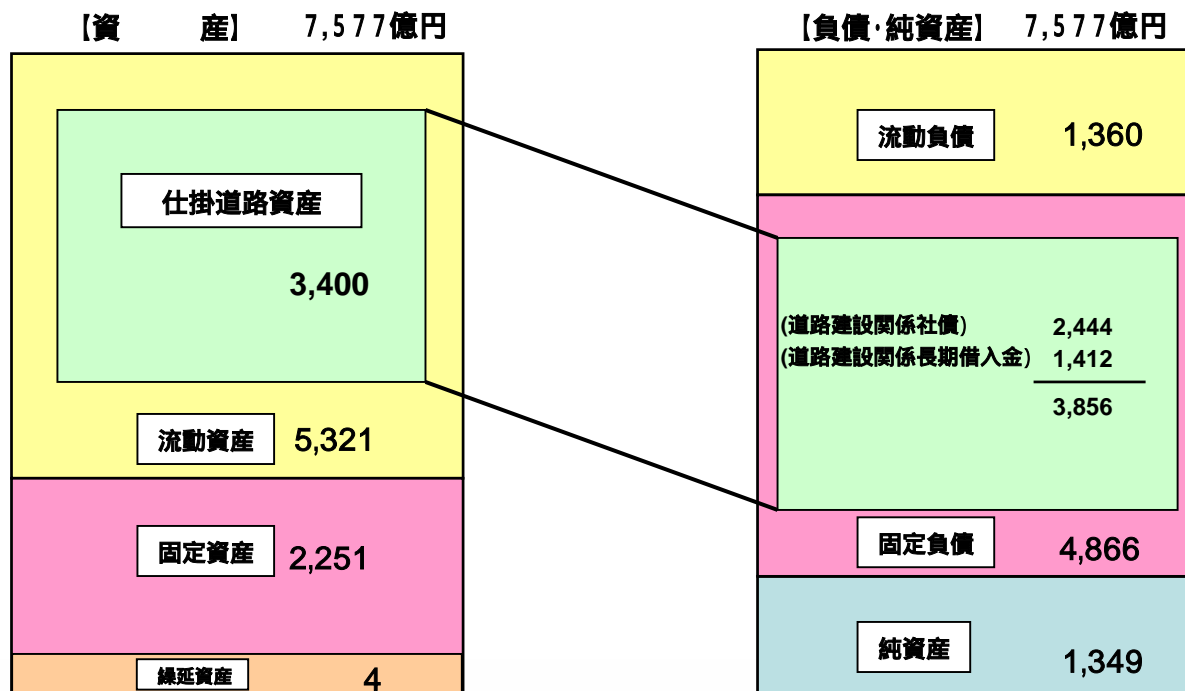 【資 産】 7,577億円
仕掛道路資産
3,400
流動資産 5,321
固定資産 2,251
繰延資産 4
【負債・純資産】 7,577億円
流動負債 1,360
(道路建設関係社債) 2,444
(道路建設関係長期借入金) 1,412
3,856
固定負債 4,866
純資産 1,349